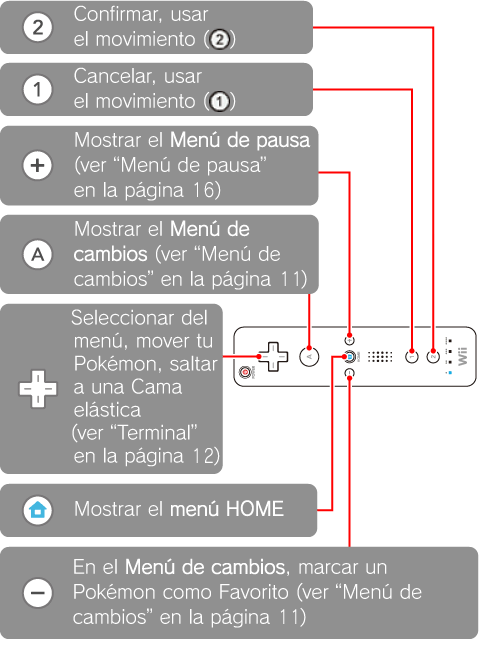 2 Confirmar, usar
el movimiento (2)
1 Cancelar, usar
el movimiento (1)
+ Mostrar el Menú de pausa
(ver “Menú de pausa”
en la página 16)
A Mostrar el Menú de
cambios (ver “Menú de
cambios” en la página 11)
Seleccionar del
menú, mover tu
Pokémon, saltar
a una Cama
elástica
(ver “Terminal”
en la página 12)
Mostrar el menú HOME
− En el Menú de cambios, marcar un
Pokémon como Favorito (ver “Menú de
cambios” en la página 11)
POWER
A
HOME
1
2
Wii